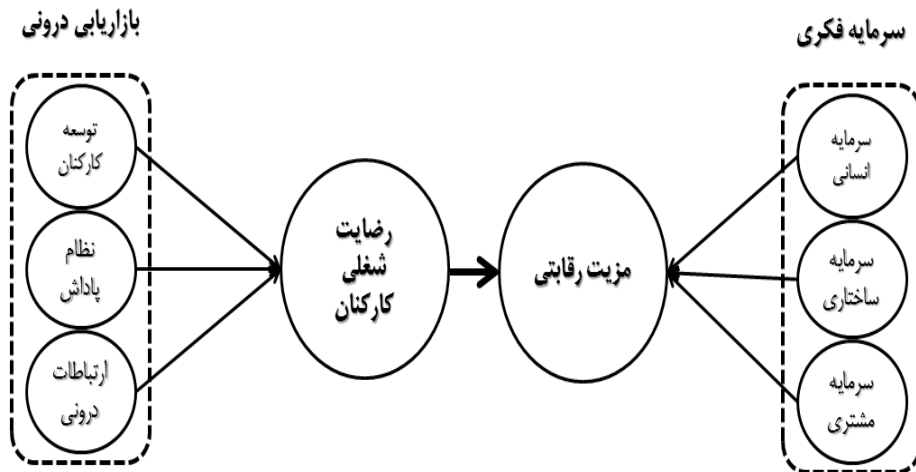 سرمایه فکری
سرمایه
انسانی
سرمایه
ساختاری
سرمایه
مشتری
مزیت رقابتی
رضایت
شغلی
کارکنان
بازاریابی درونی
توسعه
کارکنان
نظام
پاداش
ارتباطات
درونی